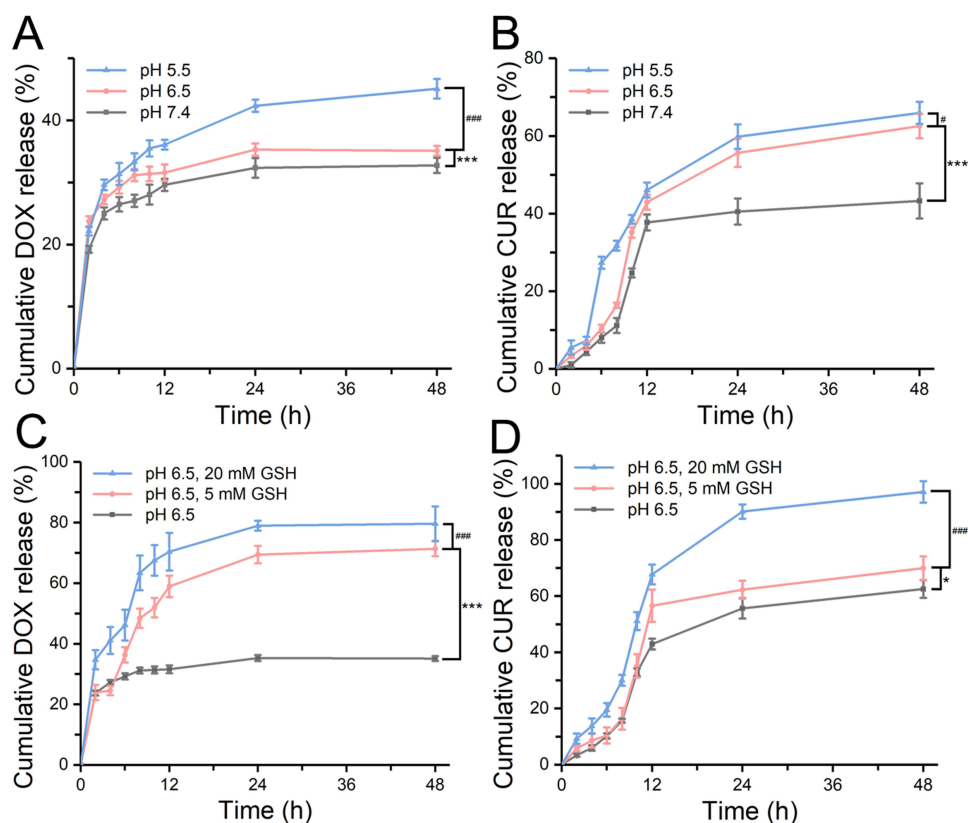 A
Cumulative DOX release (%)
pH 5.5
pH 6.5
pH 7.4
###
***
40
20
0
0 12 24 36 48
Time (h)
B
Cumulative CUR release (%)
pH 5.5
pH 6.5
pH 7.4
#
***
80
60
40
20
0
0 12 24 36 48
Time (h)
C
Cumulative DOX release (%)
pH 6.5, 20 mM GSH
pH 6.5, 5 mM GSH
pH 6.5
###
***
100
80
60
40
20
0
0 12 24 36 48
Time (h)
D
Cumulative CUR release (%)
pH 6.5, 20 mM GSH
pH 6.5, 5 mM GSH
pH 6.5
###
*
100
80
60
40
20
0
0 12 24 36 48
Time (h)